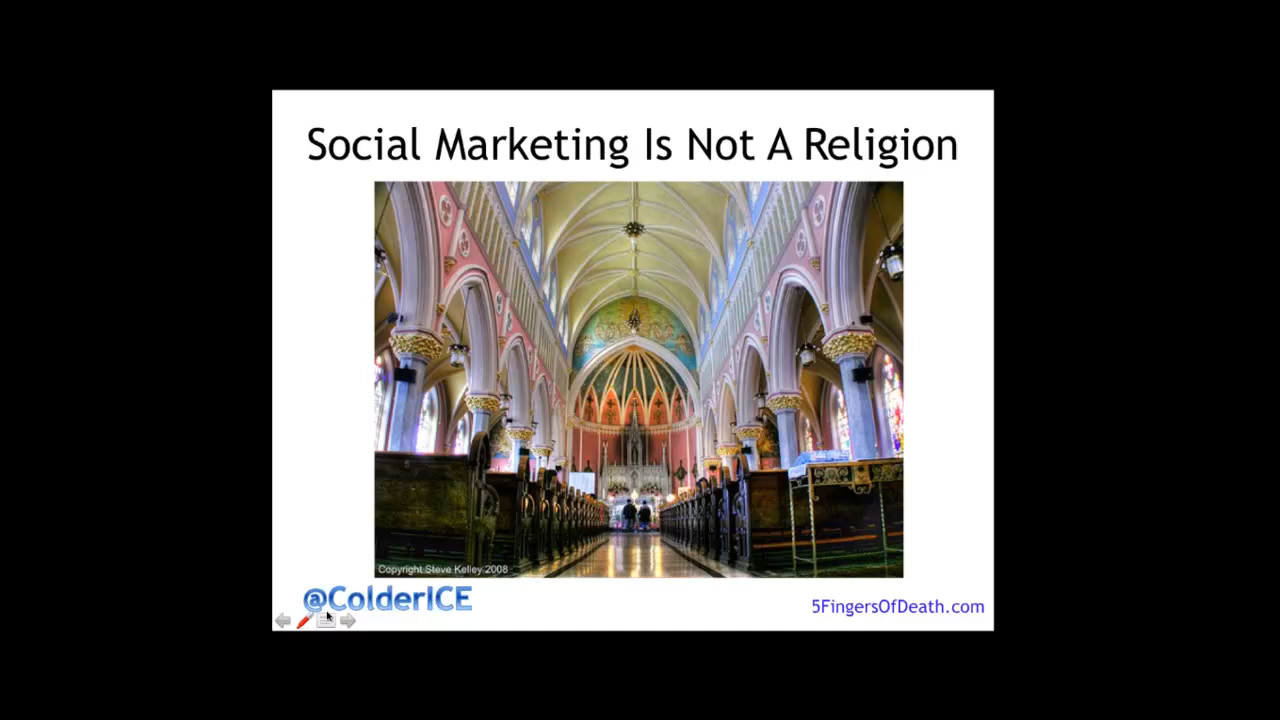 Social Marketing Is Not A Religion
Copyright Steve Kelley 2008
@ColderICE
5FingersOfDeath.com